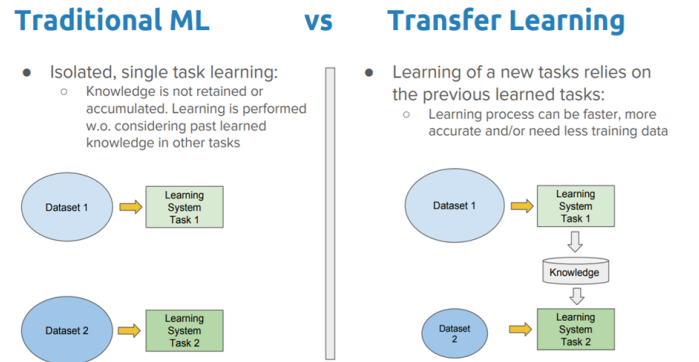 Traditional ML vs Transfer Learning
● Isolated, single task learning:
○ Knowledge is not retained or
accumulated. Learning is performed
w.o. considering past learned
knowledge in other tasks
Dataset 1
Learning
System
Task 1
Dataset 2
Learning
System
Task 2
● Learning of a new tasks relies on
the previous learned tasks:
○ Learning process can be faster, more
accurate and/or need less training data
Dataset 1
Learning
System
Task 1
Knowledge
Dataset
2
Learning
System
Task 2